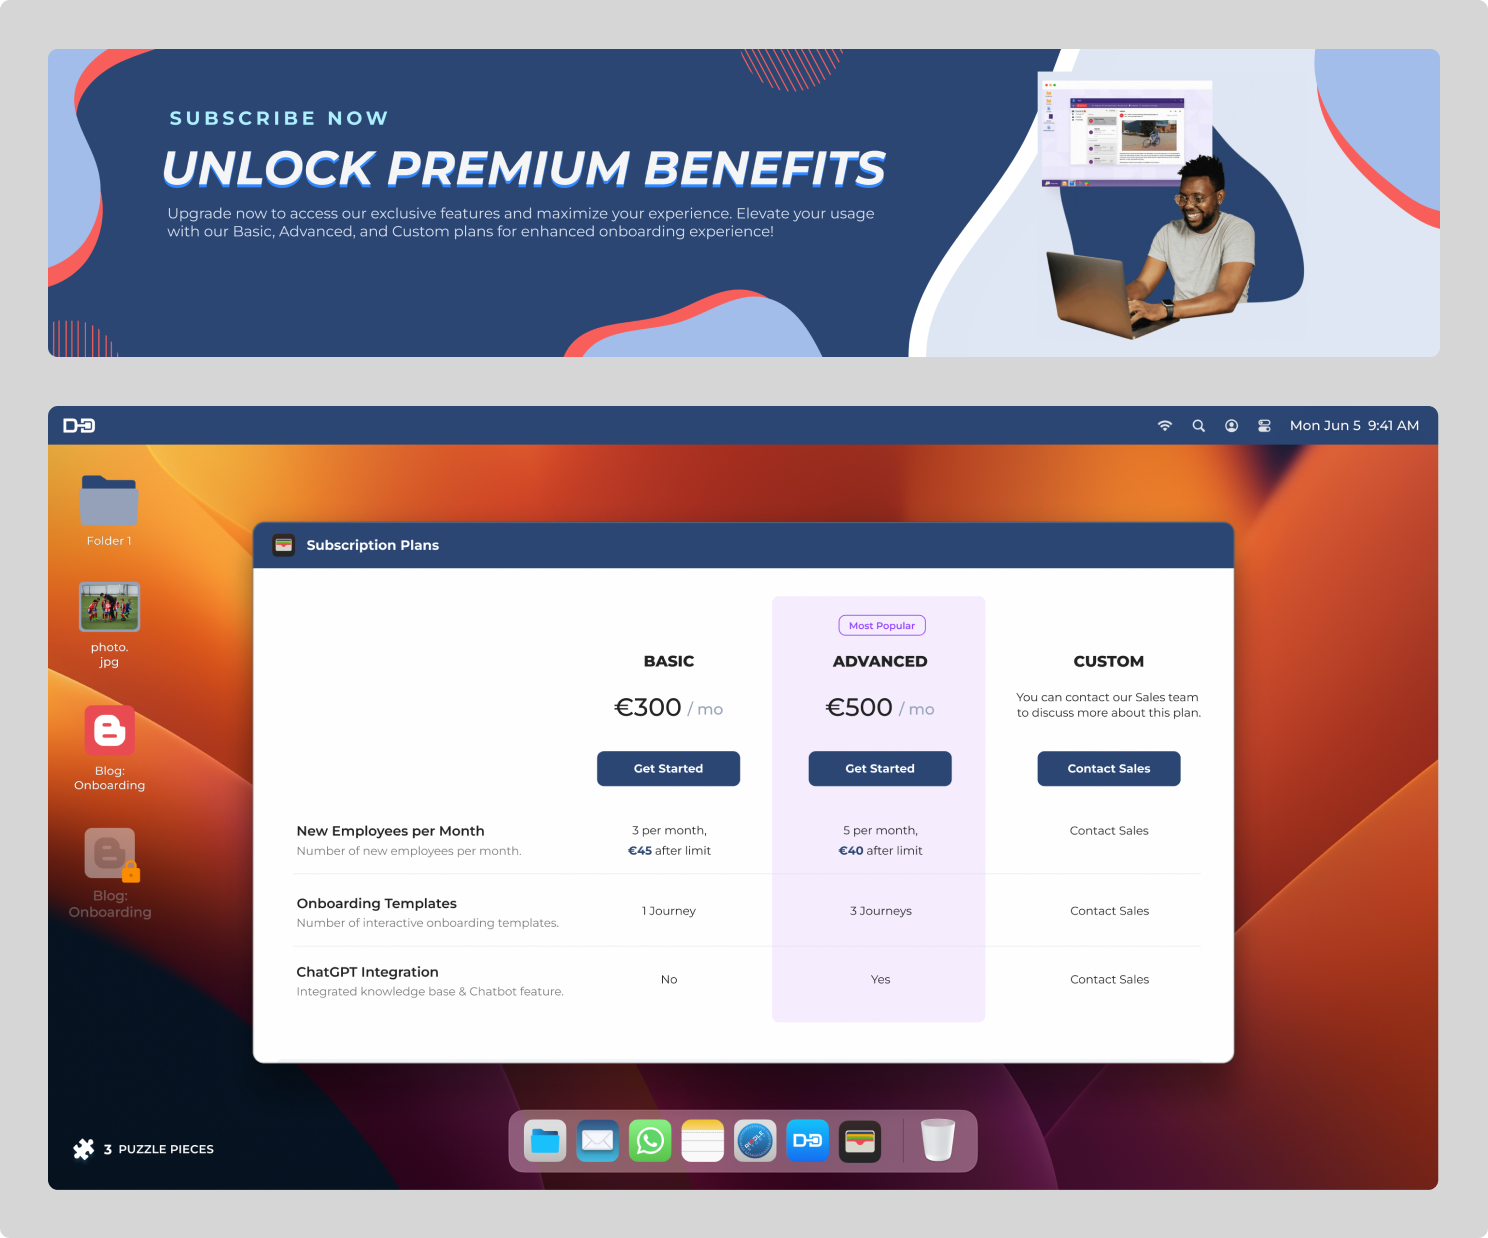 SUBSCRIBE NOW
UNLOCK PREMIUM BENEFITS
Upgrade now to access our exclusive features and maximize your experience. Elevate your usage
with our Basic, Advanced, and Custom plans for enhanced onboarding experience!
Mon Jun 5 9:41 AM
Folder 1
photo.
jpg
Blog:
Onboarding
Blog:
Onboarding
Subscription Plans
Most Popular
BASIC
ADVANCED
CUSTOM
€300 / mo
€500 / mo
You can contact our Sales team
to discuss more about this plan.
Get Started
Get Started
Contact Sales
New Employees per Month
Number of new employees per month.
3 per month,
€45 after limit
5 per month,
€40 after limit
Contact Sales
Onboarding Templates
Number of interactive onboarding templates.
1 Journey
3 Journeys
Contact Sales
ChatGPT Integration
Integrated knowledge base & Chatbot feature.
No
Yes
Contact Sales
3 PUZZLE PIECES